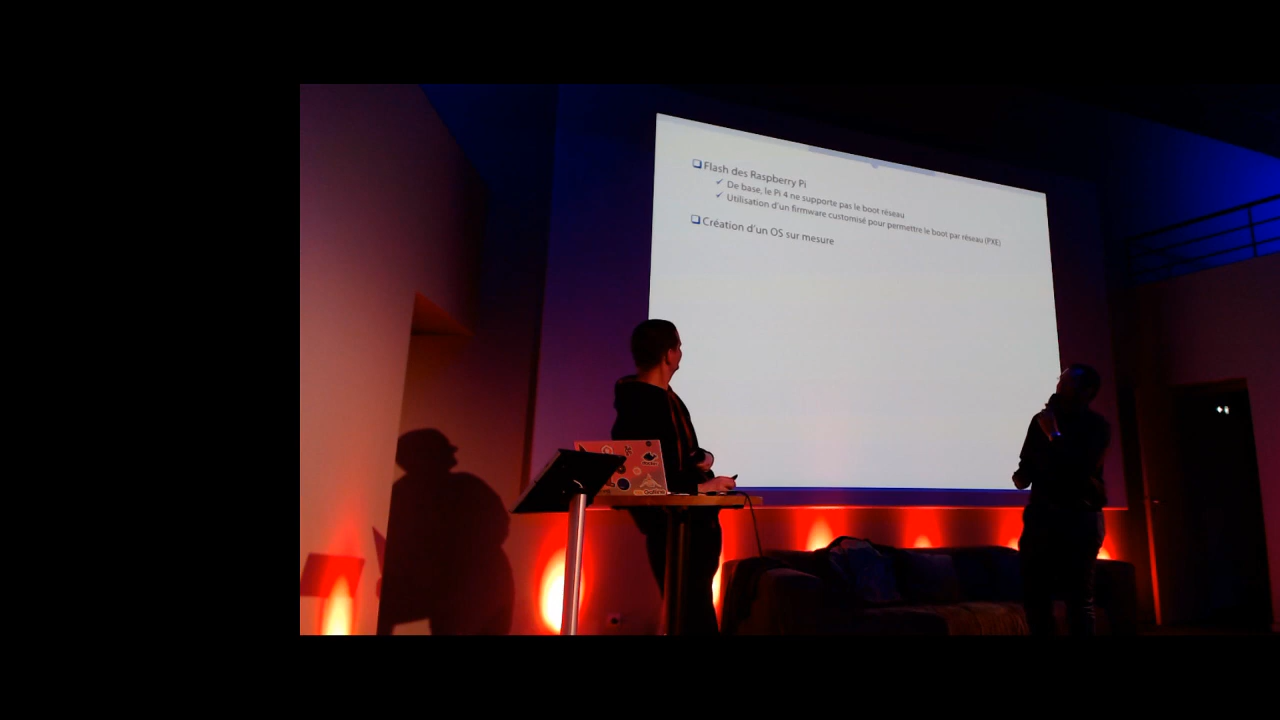 Flash des Raspberry Pi
De base, le Pi 4 ne supporte pas le boot réseau
Utilisation d'un firmware customisé pour permettre le boot par réseau (PXE)
Création d'un OS sur mesure